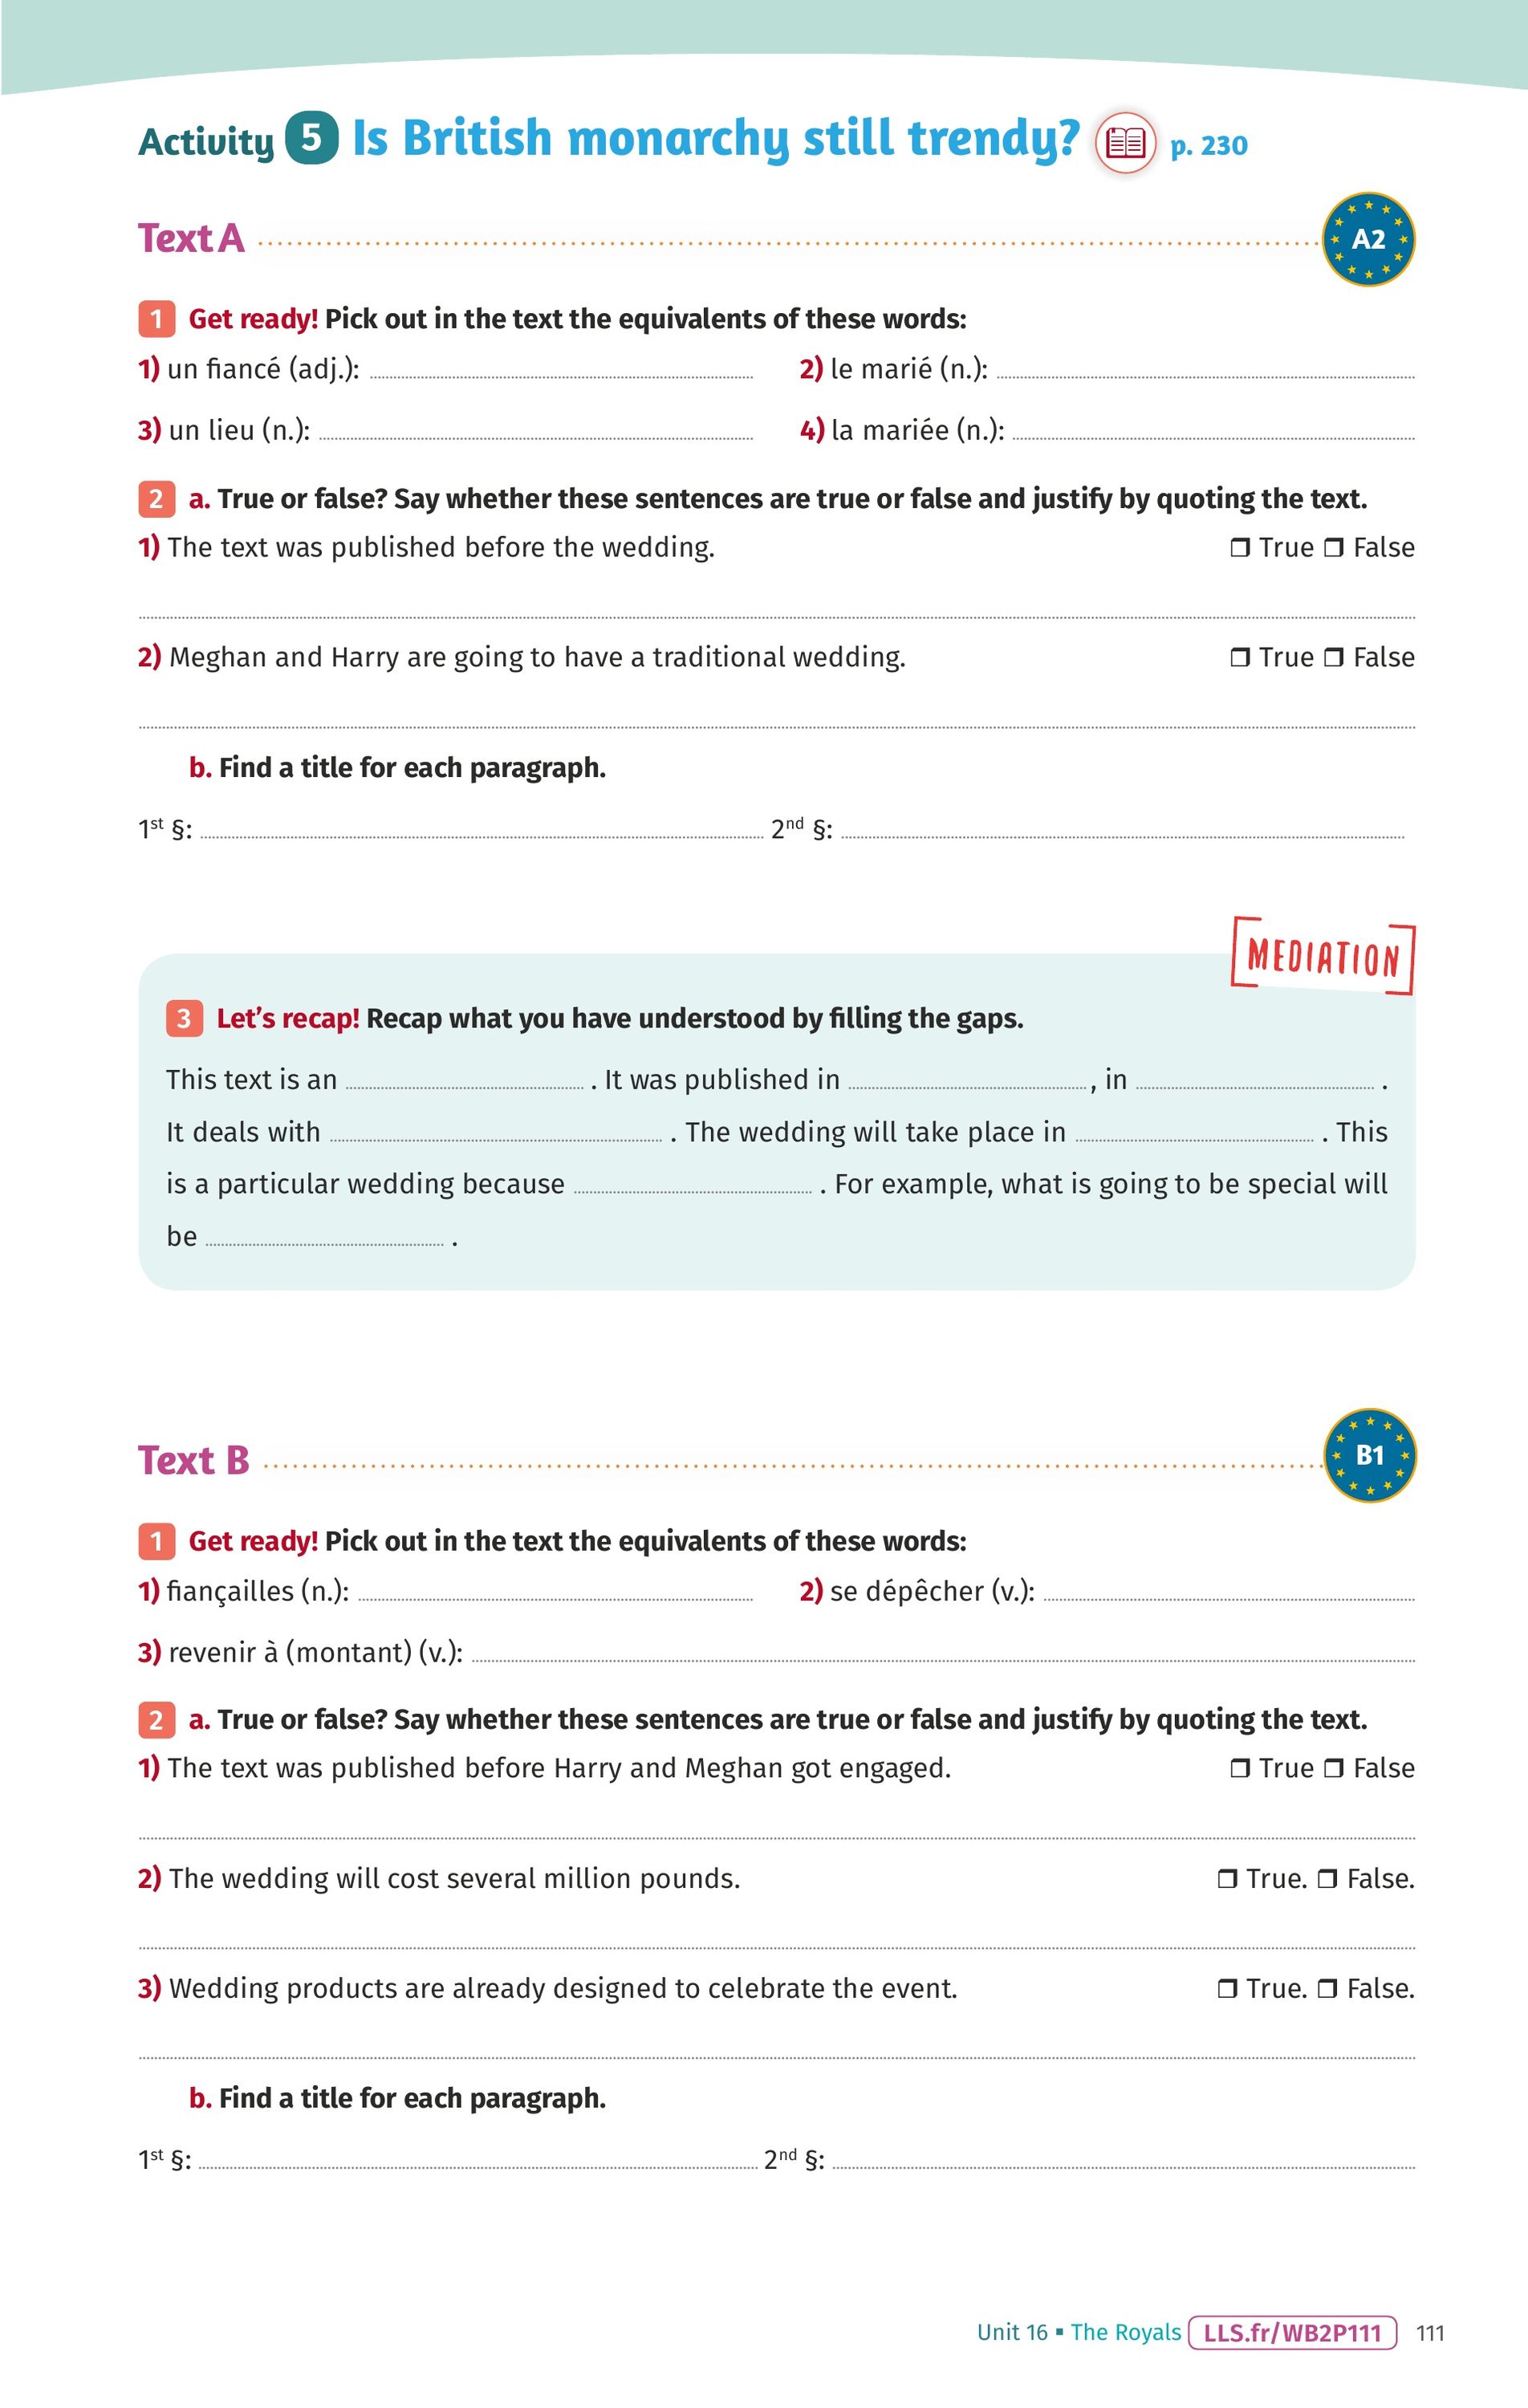 Activity 5 Is British monarchy still trendy? p. 230
Text A
A2
1 Get ready! Pick out in the text the equivalents of these words:
1) un fiancé (adj.): 2) le marié (n.):
3) un lieu (n.): 4) la mariée (n.):
2 a. True or false? Say whether these sentences are true or false and justify by quoting the text.
1) The text was published before the wedding. ❒ True ❒ False
2) Meghan and Harry are going to have a traditional wedding. ❒ True ❒ False
b. Find a title for each paragraph.
1st §: 2nd §:
MEDIATION
3 Let's recap! Recap what you have understood by filling the gaps.
This text is an . It was published in , in .
It deals with . The wedding will take place in . This
is a particular wedding because . For example, what is going to be special will
be .
Text B
B1
1 Get ready! Pick out in the text the equivalents of these words:
1) fiançailles (n.): 2) se dépêcher (v.):
3) revenir à (montant) (v.):
2 a. True or false? Say whether these sentences are true or false and justify by quoting the text.
1) The text was published before Harry and Meghan got engaged. ❒ True ❒ False
2) The wedding will cost several million pounds. ❒ True. ❒ False.
3) Wedding products are already designed to celebrate the event. ❒ True. ❒ False.
b. Find a title for each paragraph.
1st §: 2nd §:
Unit 16 ▪ The Royals LLS.fr/WB2P111 111